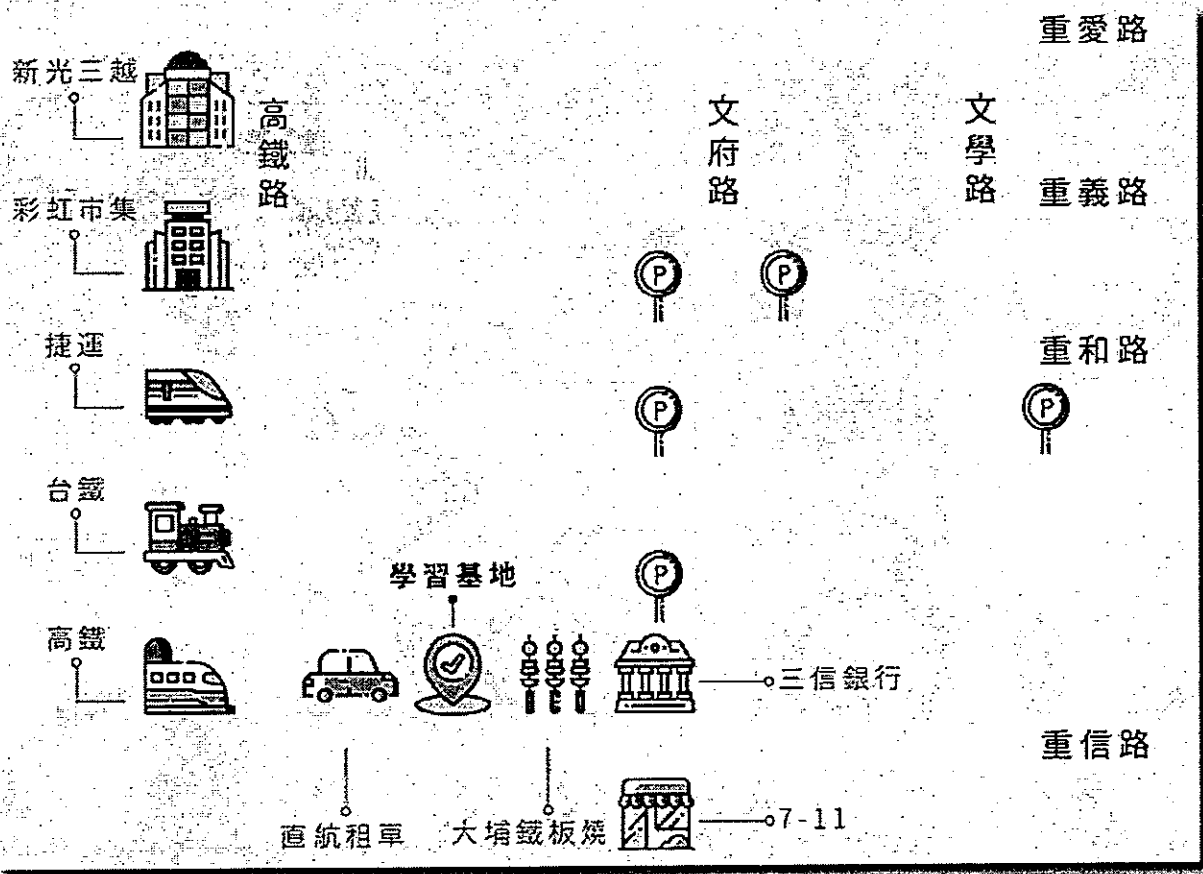 重愛路
新光三越
高鐵路
文府路
文學路
重義路
彩虹市集
P
P
捷運
重和路
P
P
台鐵
學習基地
P
高鐵
三信銀行
重信路
直航租車
大埔鐵板燒
7-11